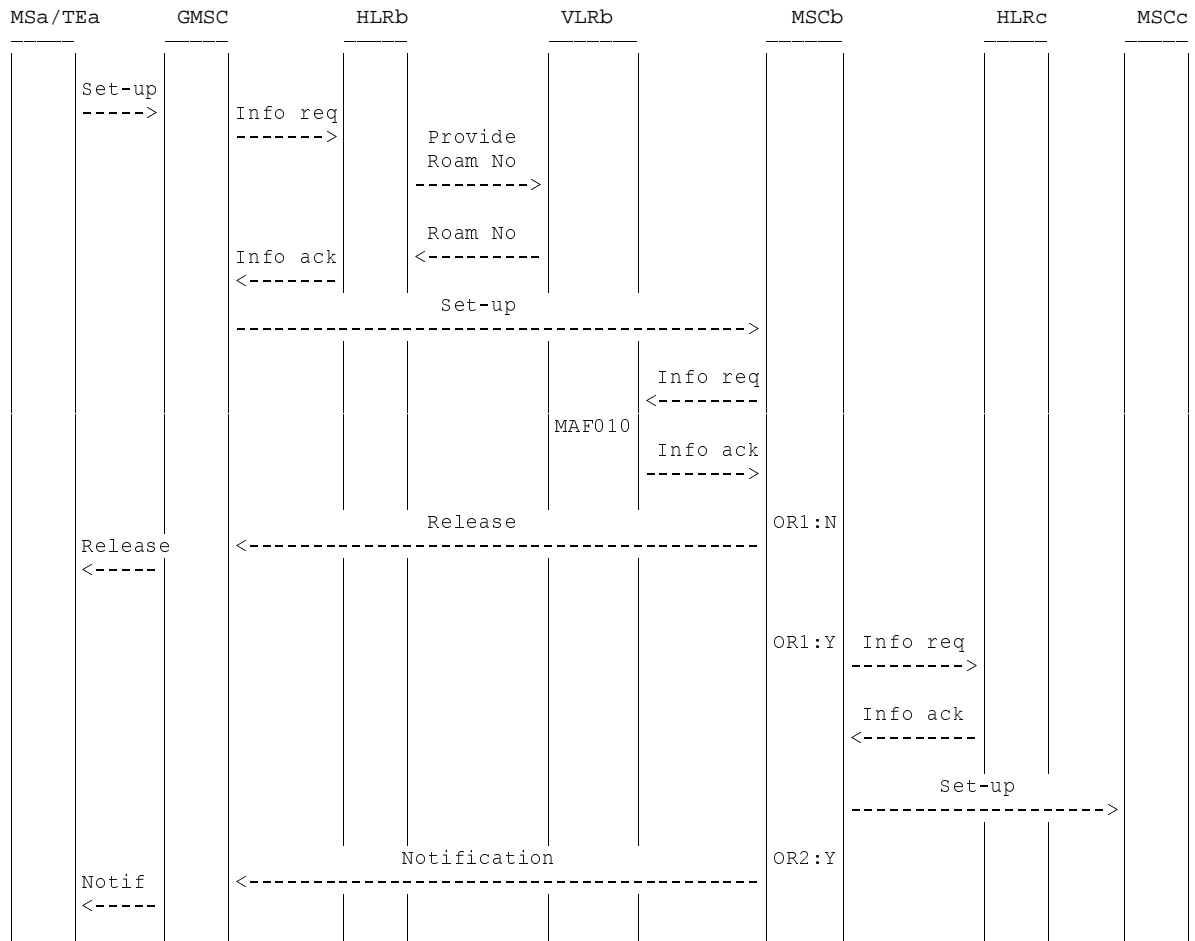 MSa/TEa GMSC HLRb VLRb MSCb HLRc MSCc
Set-up
Info req
Provide
Roam No
Roam No
Info ack
Set-up
Info req
MAF010
Info ack
Release OR1:N
Release
OR1:Y Info req
Info ack
Set-up
Notification OR2:Y
Notif